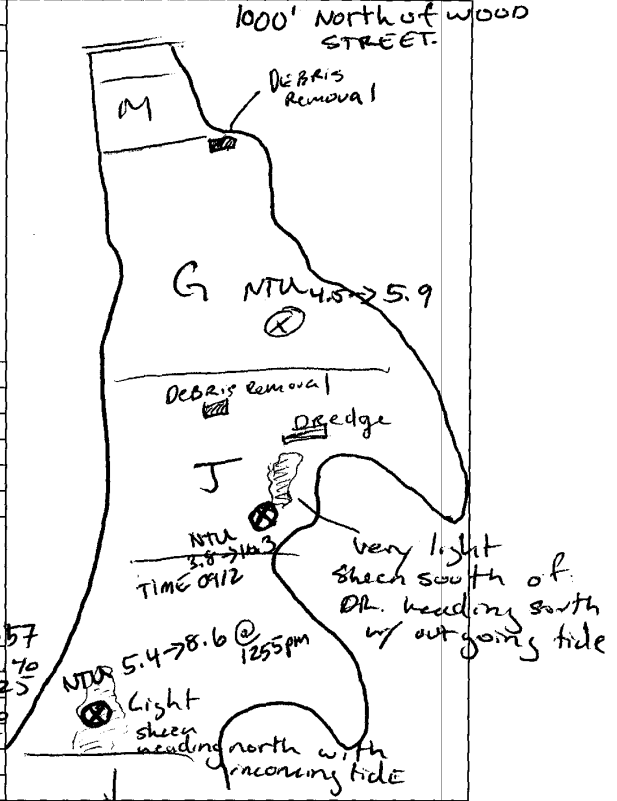 1000' North of WOOD
STREET.
DEBRIS
Removal
M
G
NTU 4.5 → 5.9
DEBRIS Removal
DRedge
J
NTU
3.8 → 10.3
TIME 0912
Very light
sheen south of
DR. heading south
w/ outgoing tide
57
%
25
NTU 5.4 → 8.6 @
1255pm
Light
sheen
heading north with
incoming tide